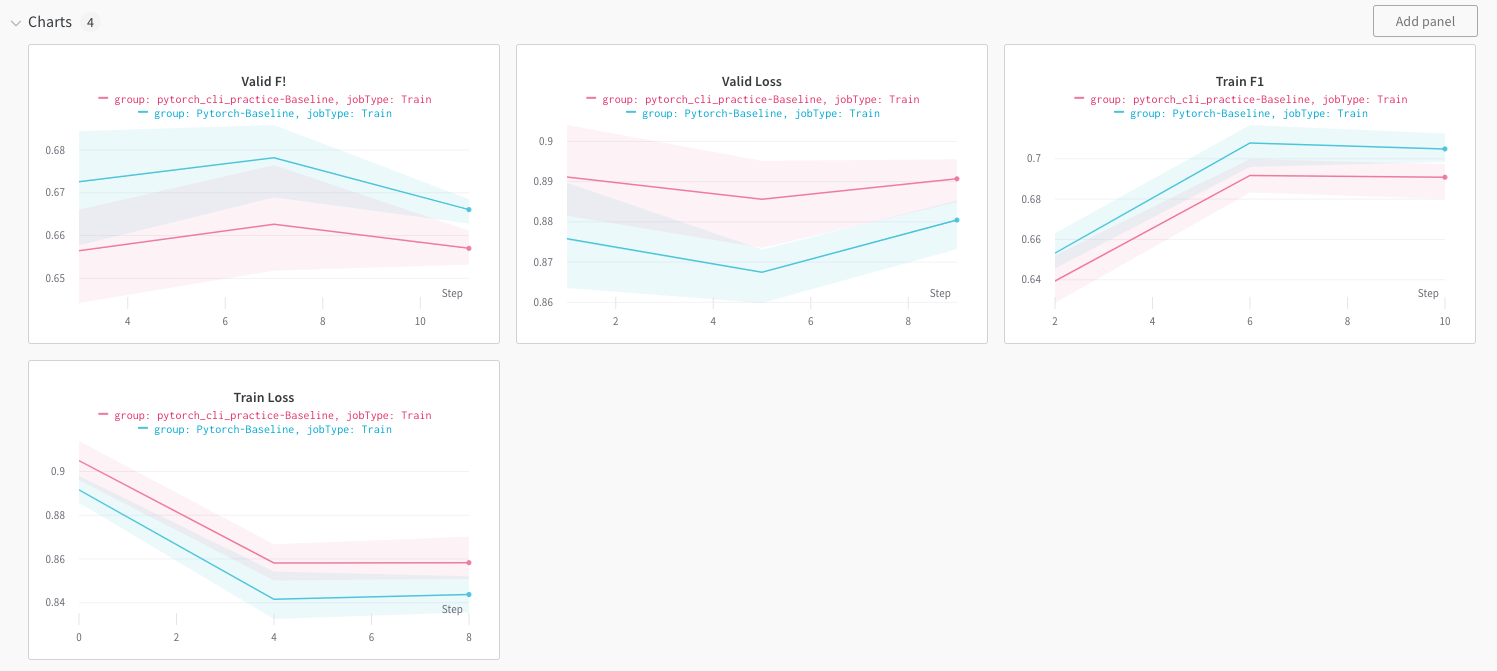 Charts 4
Add panel
Valid F!
group: pytorch_cli_practice-Baseline, jobType: Train
group: Pytorch-Baseline, jobType: Train
0.68
0.67
0.66
0.65
Step
4 6 8 10
Valid Loss
group: pytorch_cli_practice-Baseline, jobType: Train
group: Pytorch-Baseline, jobType: Train
0.9
0.89
0.88
0.87
0.86
Step
2 4 6 8
Train F1
group: pytorch_cli_practice-Baseline, jobType: Train
group: Pytorch-Baseline, jobType: Train
0.7
0.68
0.66
0.64
Step
2 4 6 8 10
Train Loss
group: pytorch_cli_practice-Baseline, jobType: Train
group: Pytorch-Baseline, jobType: Train
0.9
0.88
0.86
0.84
Step
0 2 4 6 8